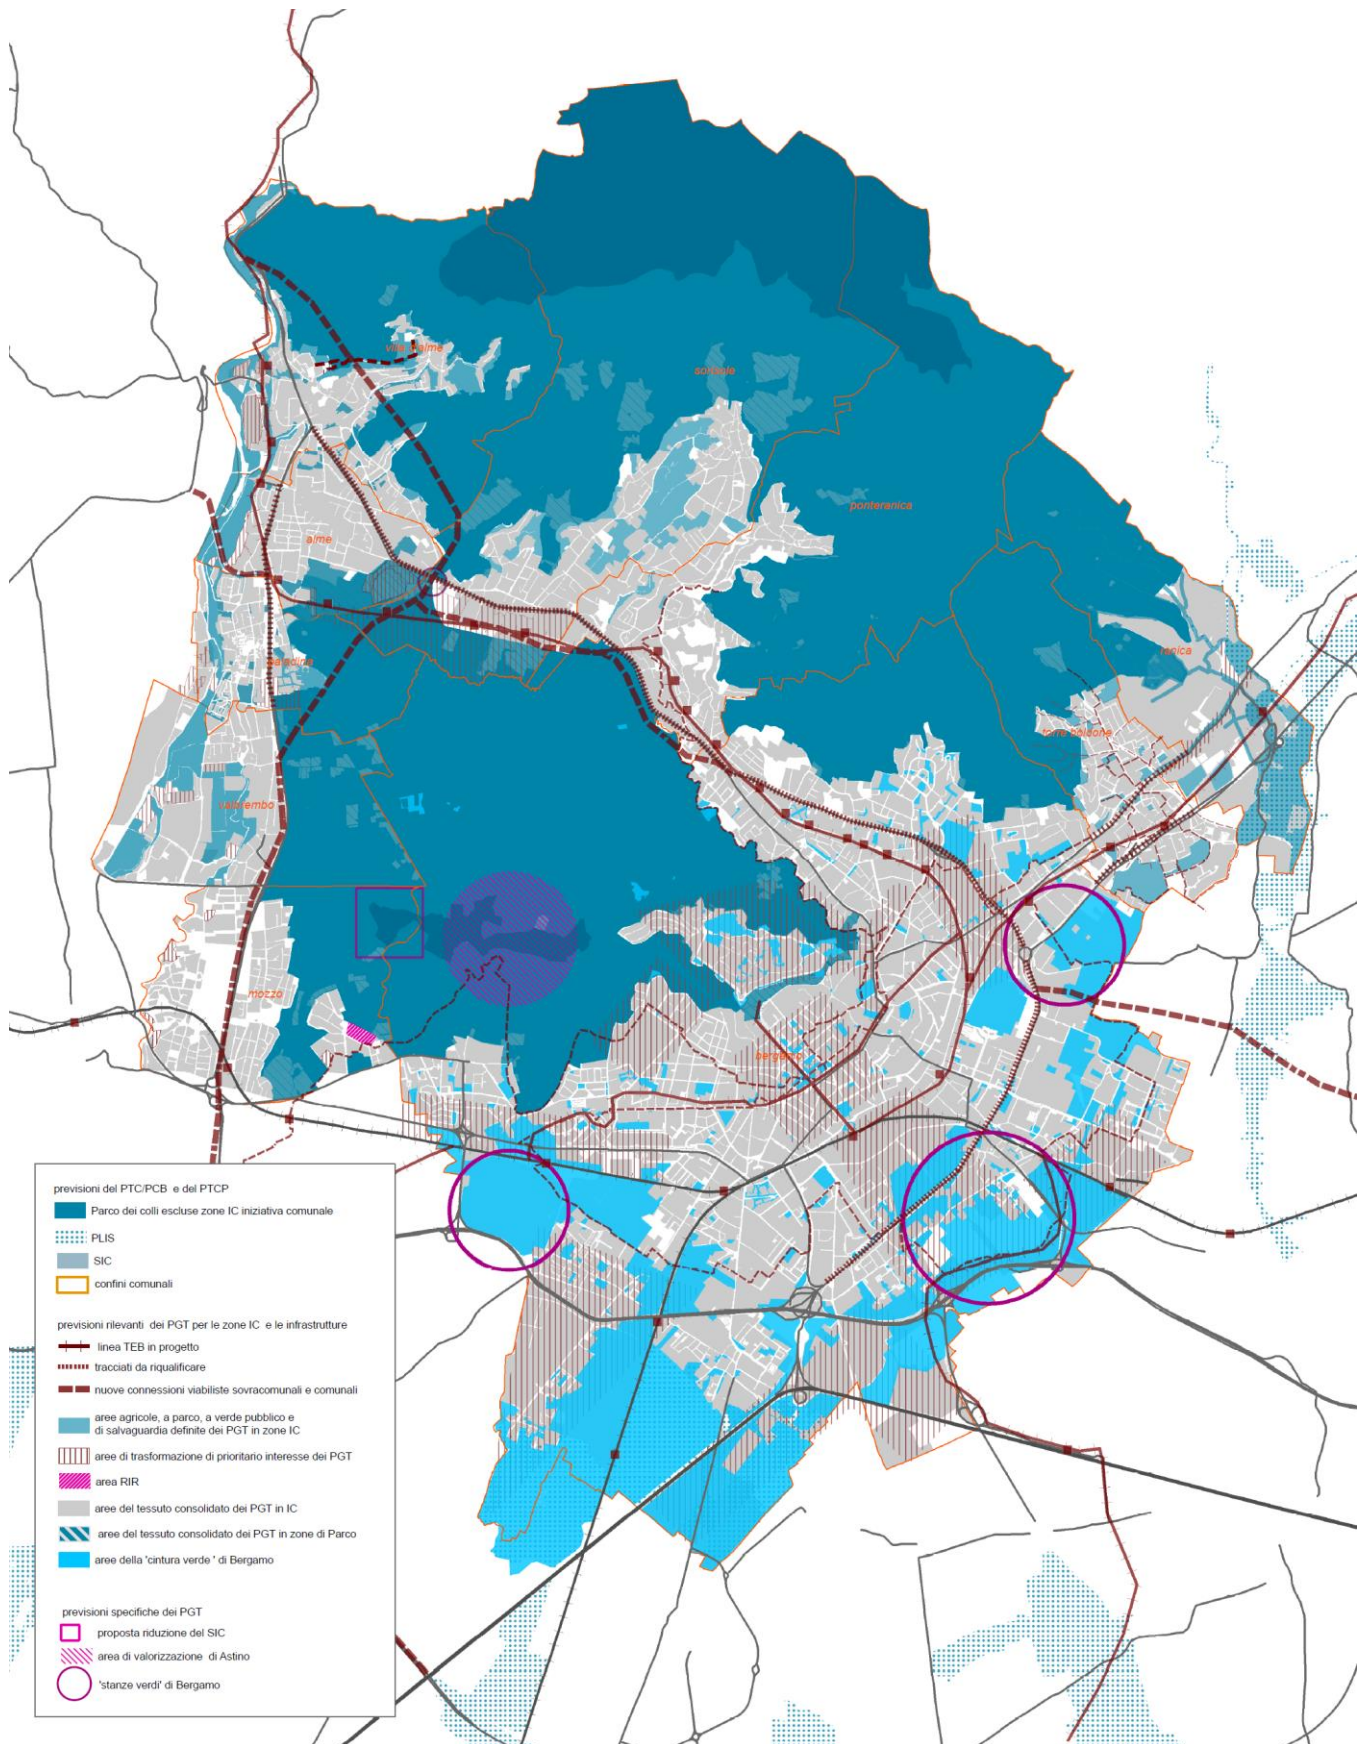 villa d'alme
sorisole
ponteranica
alme
ranica
paladina
torre boldone
valbrembo
mozzo
bergamo
previsioni del PTC/PCB e del PTCP
Parco dei colli escluse zone IC iniziativa comunale
PLIS
SIC
confini comunali
previsioni rilevanti dei PGT per le zone IC e le infrastrutture
linea TEB in progetto
tracciati da riqualificare
nuove connessioni viabiliste sovracomunali e comunali
aree agricole, a parco, a verde pubblico e
di salvaguardia definite dei PGT in zone IC
aree di trasformazione di prioritario interesse dei PGT
area RIR
aree del tessuto consolidato dei PGT in IC
aree del tessuto consolidato dei PGT in zone di Parco
aree della 'cintura verde ' di Bergamo
previsioni specifiche dei PGT
proposta riduzione del SIC
area di valorizzazione di Astino
'stanze verdi' di Bergamo